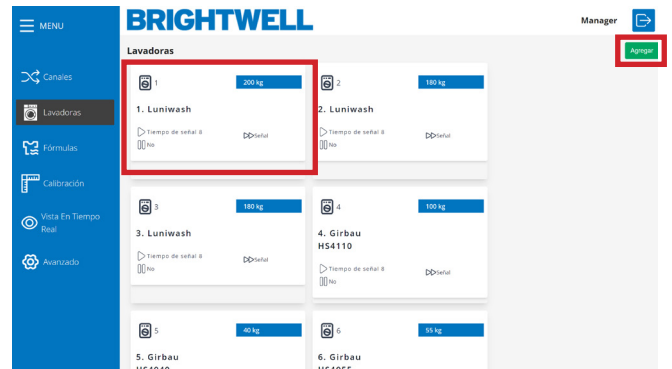 MENU
BRIGHTWELL
Manager
Lavadoras
Agregar
Canales
Lavadoras
Fórmulas
Calibración
Vista En Tiempo
Real
Avanzado
1
200 kg
1. Luniwash
Tiempo de señal 8
Señal
No
2
180 kg
2. Luniwash
Tiempo de señal 8
Señal
No
3
180 kg
3. Luniwash
Tiempo de señal 8
Señal
No
4
100 kg
4. Girbau
HS4110
Tiempo de señal 8
Señal
No
5
40 kg
5. Girbau
HS4040
6
55 kg
6. Girbau
HS4055